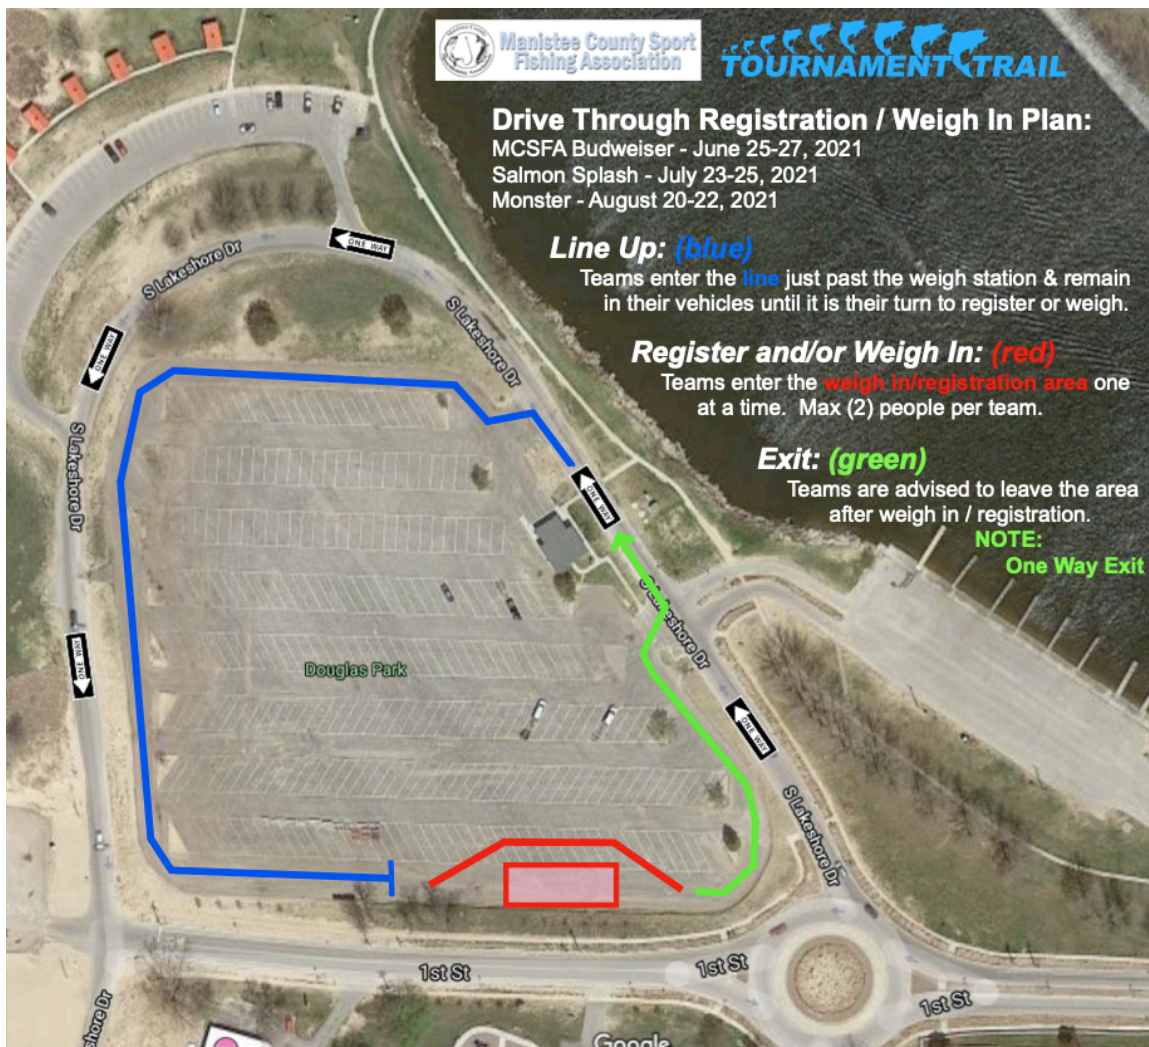 Manistee County Sport
Fishing Association
TOURNAMENT TRAIL
Drive Through Registration / Weigh In Plan:
MCSFA Budweiser - June 25-27, 2021
Salmon Splash - July 23-25, 2021
Monster - August 20-22, 2021
Line Up: (blue)
Teams enter the line just past the weigh station & remain
in their vehicles until it is their turn to register or weigh.
Register and/or Weigh In: (red)
Teams enter the weigh in/registration area one
at a time. Max (2) people per team.
Exit: (green)
Teams are advised to leave the area
after weigh in / registration.
NOTE:
One Way Exit
ONE WAY
S Lakeshore Dr
S Lakeshore Dr
ONE WAY
S Lakeshore Dr
ONE WAY
S Lakeshore Dr
ONE WAY
Douglas Park
ONE WAY
S Lakeshore Dr
1st St
1st St
1st St
shore Dr
Google